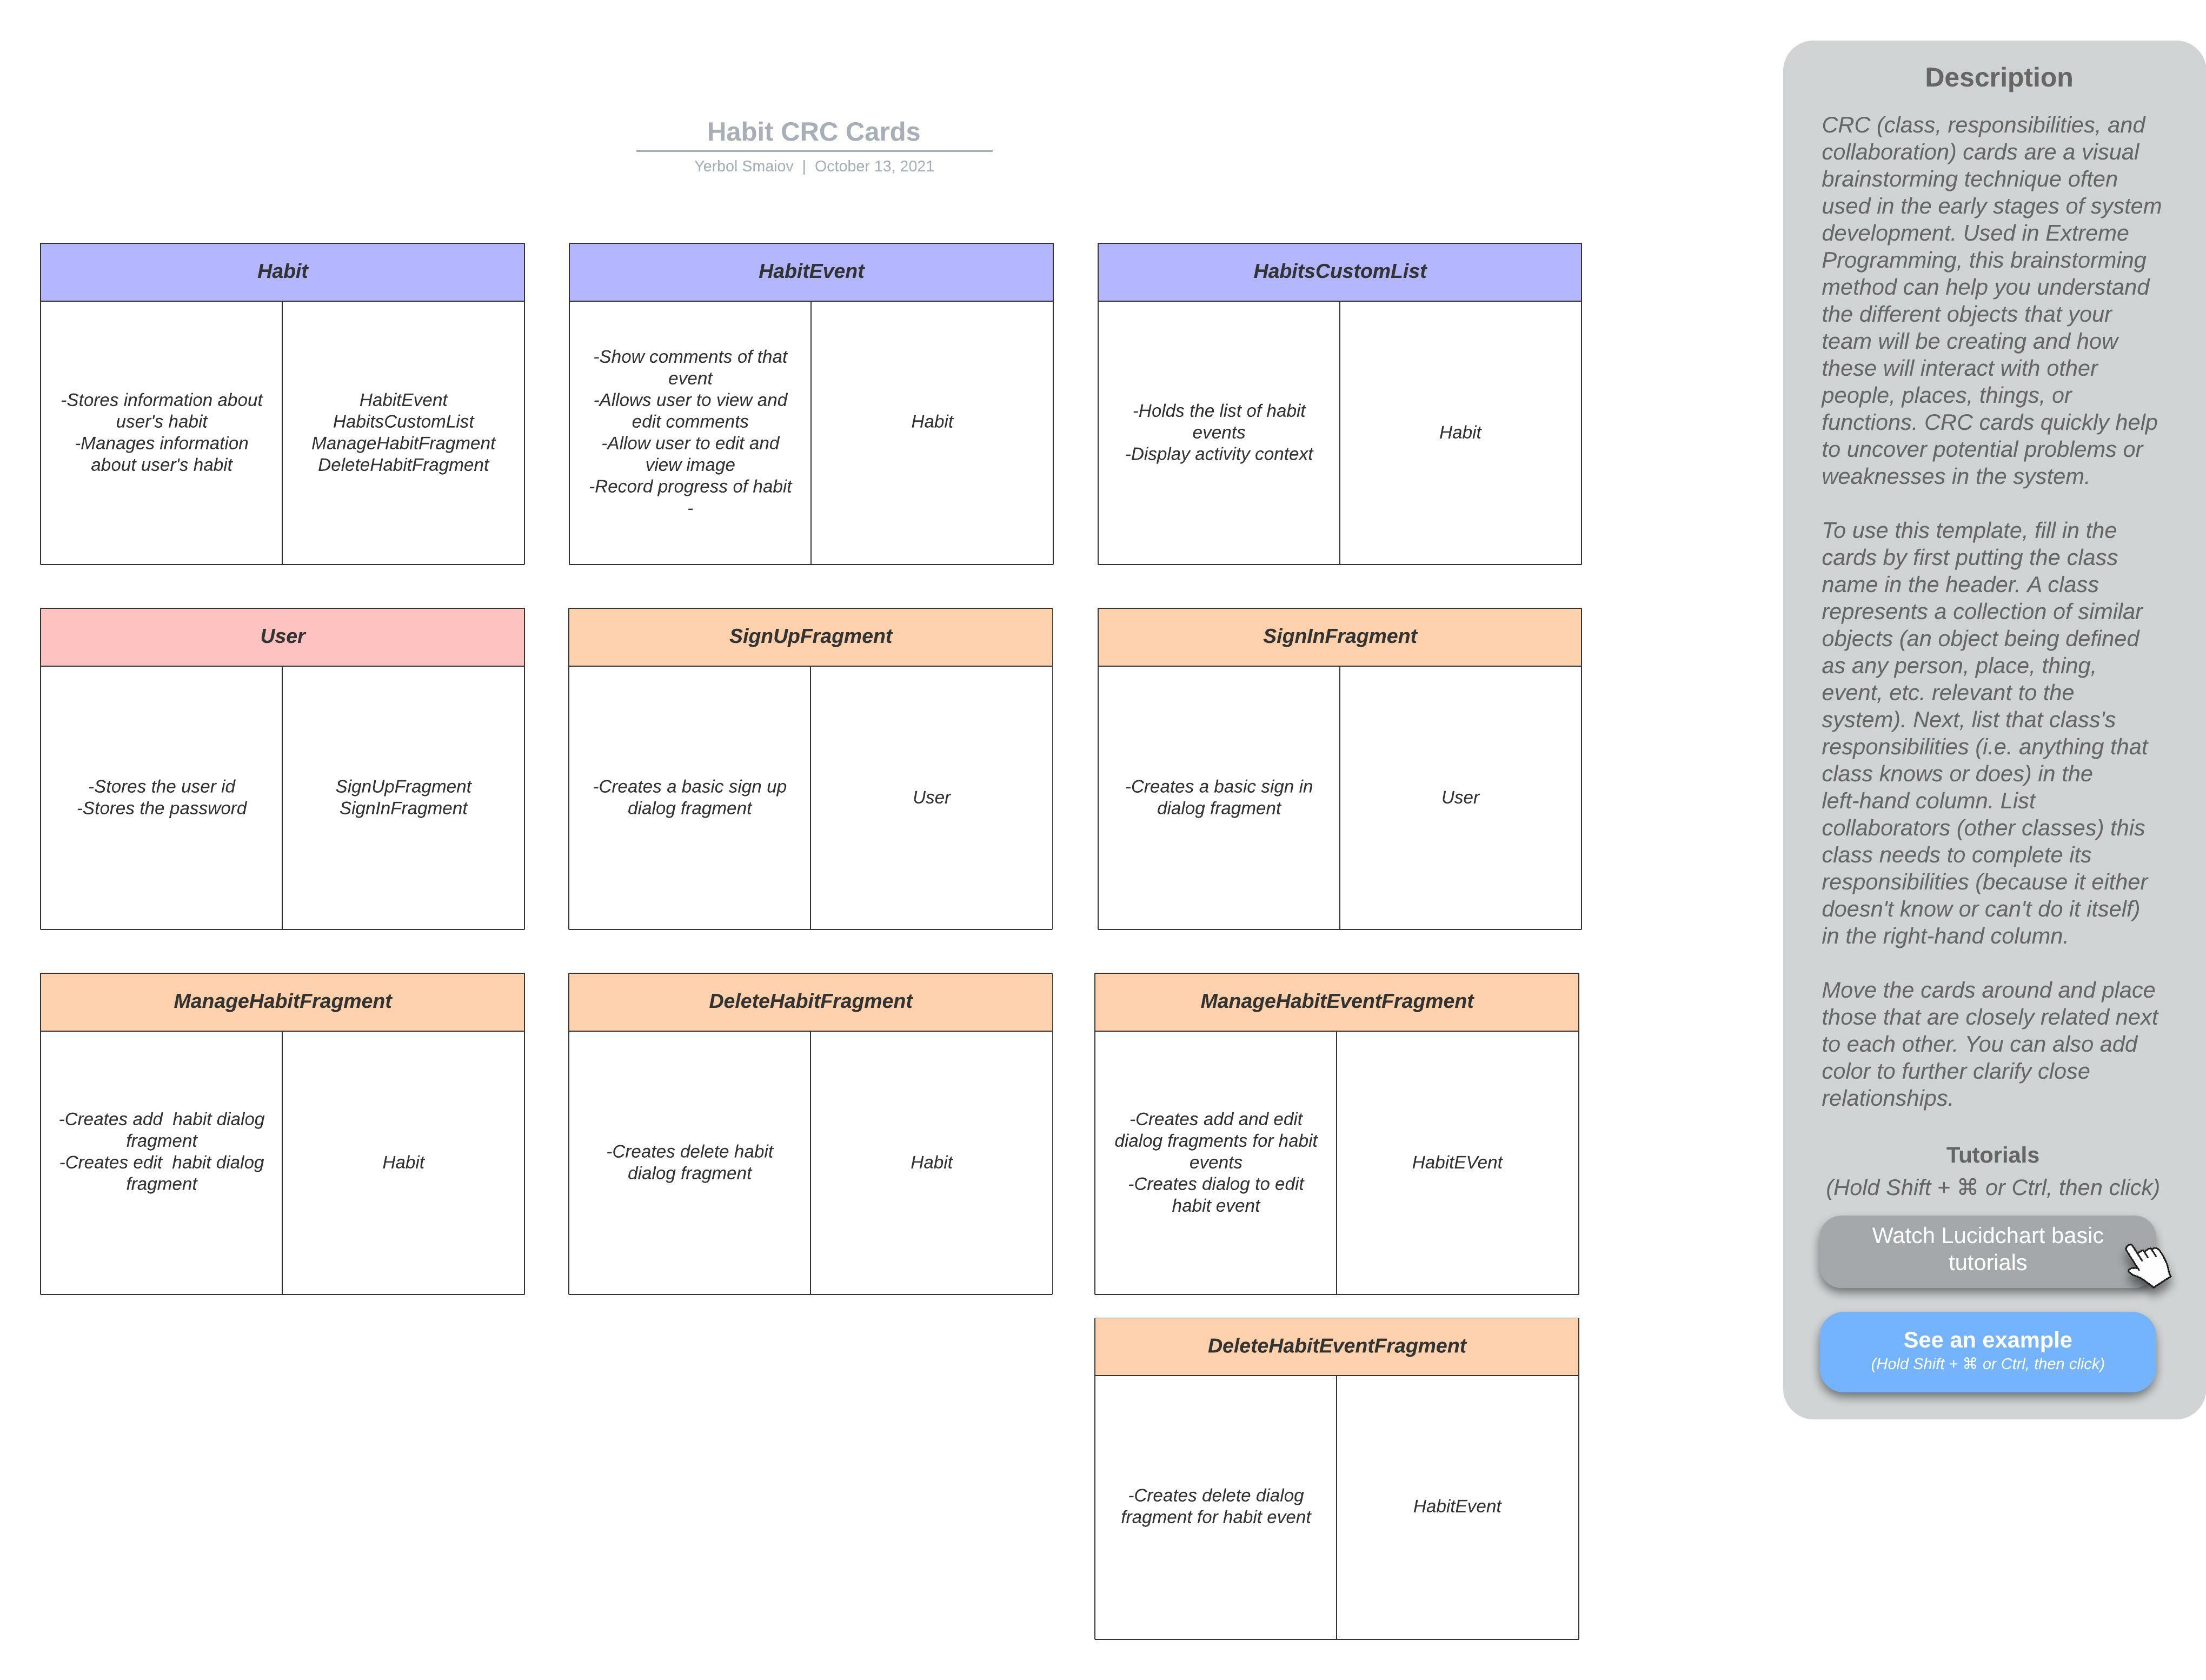 Habit CRC Cards
Yerbol Smaiov | October 13, 2021
Habit
-Stores information about
user's habit
-Manages information
about user's habit
HabitEvent
HabitsCustomList
ManageHabitFragment
DeleteHabitFragment
HabitEvent
-Show comments of that
event
-Allows user to view and
edit comments
-Allow user to edit and
view image
-Record progress of habit
-
Habit
HabitsCustomList
-Holds the list of habit
events
-Display activity context
Habit
User
-Stores the user id
-Stores the password
SignUpFragment
SignInFragment
SignUpFragment
-Creates a basic sign up
dialog fragment
User
SignInFragment
-Creates a basic sign in
dialog fragment
User
ManageHabitFragment
-Creates add  habit dialog
fragment
-Creates edit  habit dialog
fragment
Habit
DeleteHabitFragment
-Creates delete habit
dialog fragment
Habit
ManageHabitEventFragment
-Creates add and edit
dialog fragments for habit
events
-Creates dialog to edit
habit event
HabitEVent
DeleteHabitEventFragment
-Creates delete dialog
fragment for habit event
HabitEvent
Description
CRC (class, responsibilities, and
collaboration) cards are a visual
brainstorming technique often
used in the early stages of system
development. Used in Extreme
Programming, this brainstorming
method can help you understand
the different objects that your
team will be creating and how
these will interact with other
people, places, things, or
functions. CRC cards quickly help
to uncover potential problems or
weaknesses in the system.
To use this template, fill in the
cards by first putting the class
name in the header. A class
represents a collection of similar
objects (an object being defined
as any person, place, thing,
event, etc. relevant to the
system). Next, list that class's
responsibilities (i.e. anything that
class knows or does) in the
left-hand column. List
collaborators (other classes) this
class needs to complete its
responsibilities (because it either
doesn't know or can't do it itself)
in the right-hand column.
Move the cards around and place
those that are closely related next
to each other. You can also add
color to further clarify close
relationships.
Tutorials
(Hold Shift + ⌘ or Ctrl, then click)
Watch Lucidchart basic
tutorials
See an example
(Hold Shift + ⌘ or Ctrl, then click)